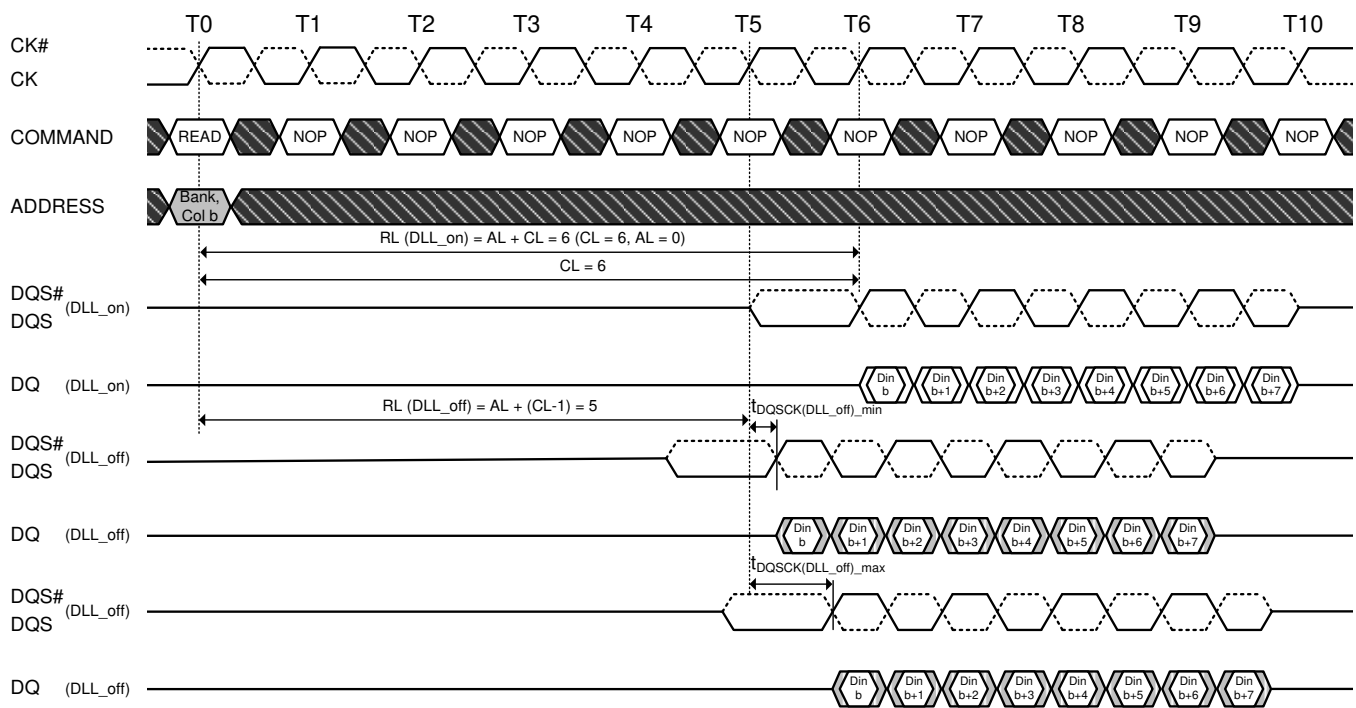 T0 T1 T2 T3 T4 T5 T6 T7 T8 T9 T10
CK#
CK
COMMAND READ NOP NOP NOP NOP NOP NOP NOP NOP NOP NOP
ADDRESS Bank, Col b
RL (DLL_on) = AL + CL = 6 (CL = 6, AL = 0)
CL = 6
DQS# (DLL_on)
DQS
DQ (DLL_on) Din b Din b+1 Din b+2 Din b+3 Din b+4 Din b+5 Din b+6 Din b+7
RL (DLL_off) = AL + (CL-1) = 5 tDQSCK(DLL_off)_min
DQS# (DLL_off)
DQS
DQ (DLL_off) Din b Din b+1 Din b+2 Din b+3 Din b+4 Din b+5 Din b+6 Din b+7
tDQSCK(DLL_off)_max
DQS# (DLL_off)
DQS
DQ (DLL_off) Din b Din b+1 Din b+2 Din b+3 Din b+4 Din b+5 Din b+6 Din b+7